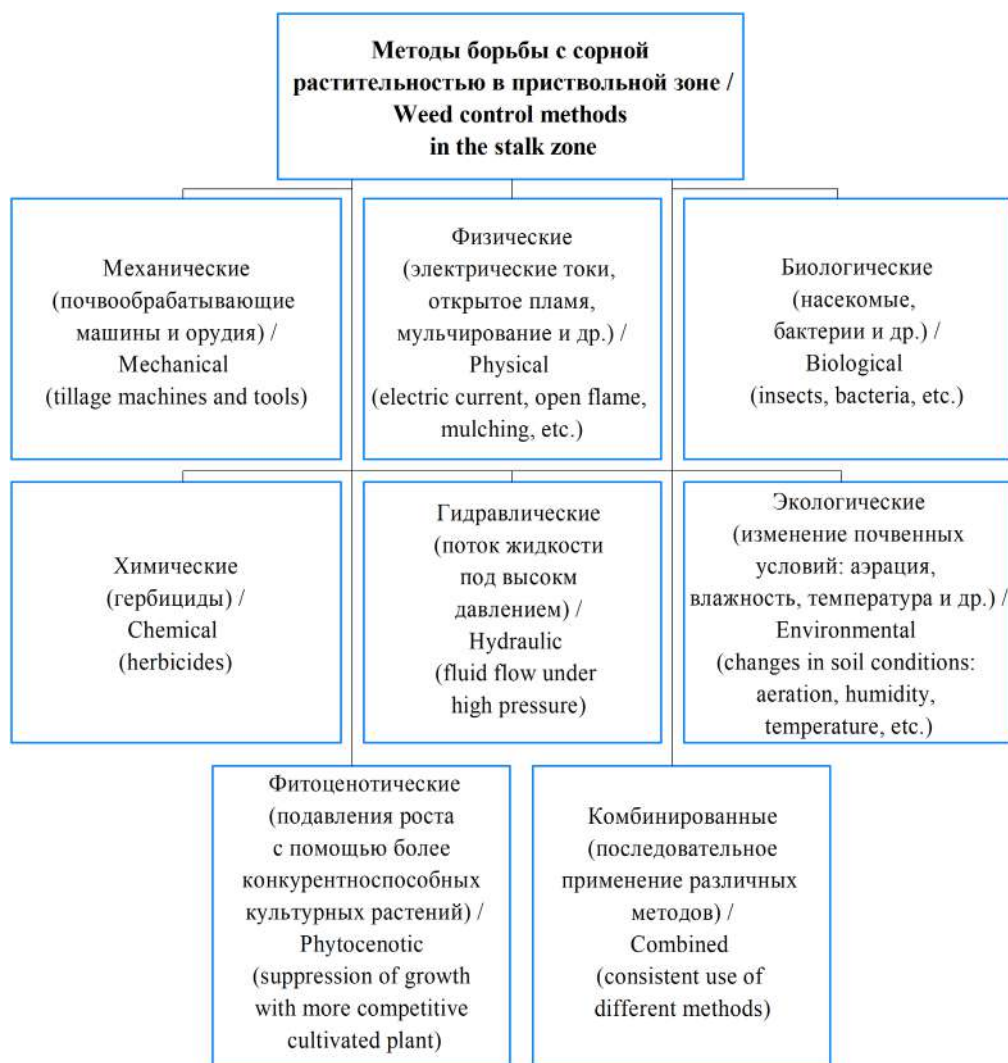 Методы борьбы с сорной
растительностью в приствольной зоне /
Weed control methods
in the stalk zone
Механические
(почвообрабатывающие
машины и орудия) /
Mechanical
(tillage machines and tools)
Физические
(электрические токи,
открытое пламя,
мульчирование и др.) /
Physical
(electric current, open flame,
mulching, etc.)
Биологические
(насекомые,
бактерии и др.) /
Biological
(insects, bacteria, etc.)
Химические
(гербициды) /
Chemical
(herbicides)
Гидравлические
(поток жидкости
под высокм
давлением) /
Hydraulic
(fluid flow under
high pressure)
Экологические
(изменение почвенных
условий: аэрация,
влажность, температура и др.) /
Environmental
(changes in soil conditions:
aeration, humidity,
temperature, etc.)
Фитоценотические
(подавления роста
с помощью более
конкурентноспособных
культурных растений) /
Phytocenotic
(suppression of growth
with more competitive
cultivated plant)
Комбинированные
(последовательное
применение различных
методов) /
Combined
(consistent use of
different methods)